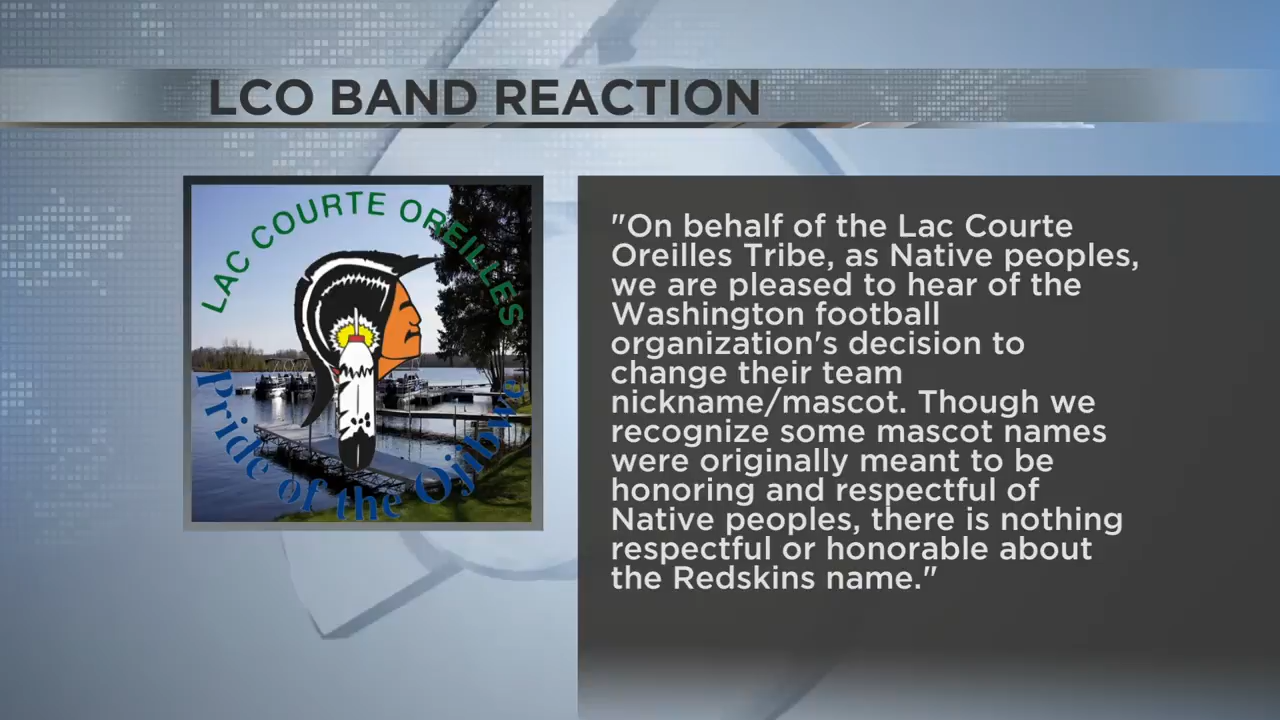 LCO BAND REACTION
LAC COURTE OREILLES
Pride of the Ojibwe
"On behalf of the Lac Courte
Oreilles Tribe, as Native peoples,
we are pleased to hear of the
Washington football
organization's decision to
change their team
nickname/mascot. Though we
recognize some mascot names
were originally meant to be
honoring and respectful of
Native peoples, there is nothing
respectful or honorable about
the Redskins name."